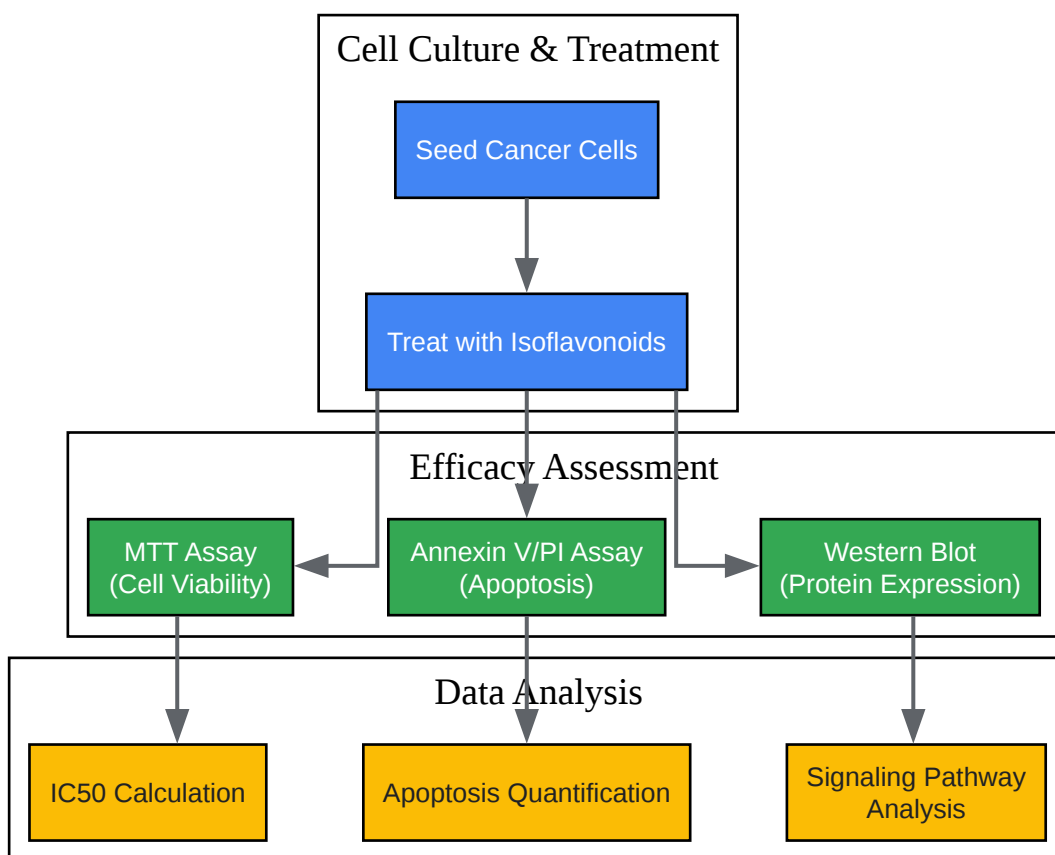 Cell Culture & Treatment
Seed Cancer Cells
Treat with Isoflavonoids
Efficacy Assessment
MTT Assay
(Cell Viability)
Annexin V/PI Assay
(Apoptosis)
Western Blot
(Protein Expression)
Data Analysis
IC50 Calculation
Apoptosis Quantification
Signaling Pathway
Analysis